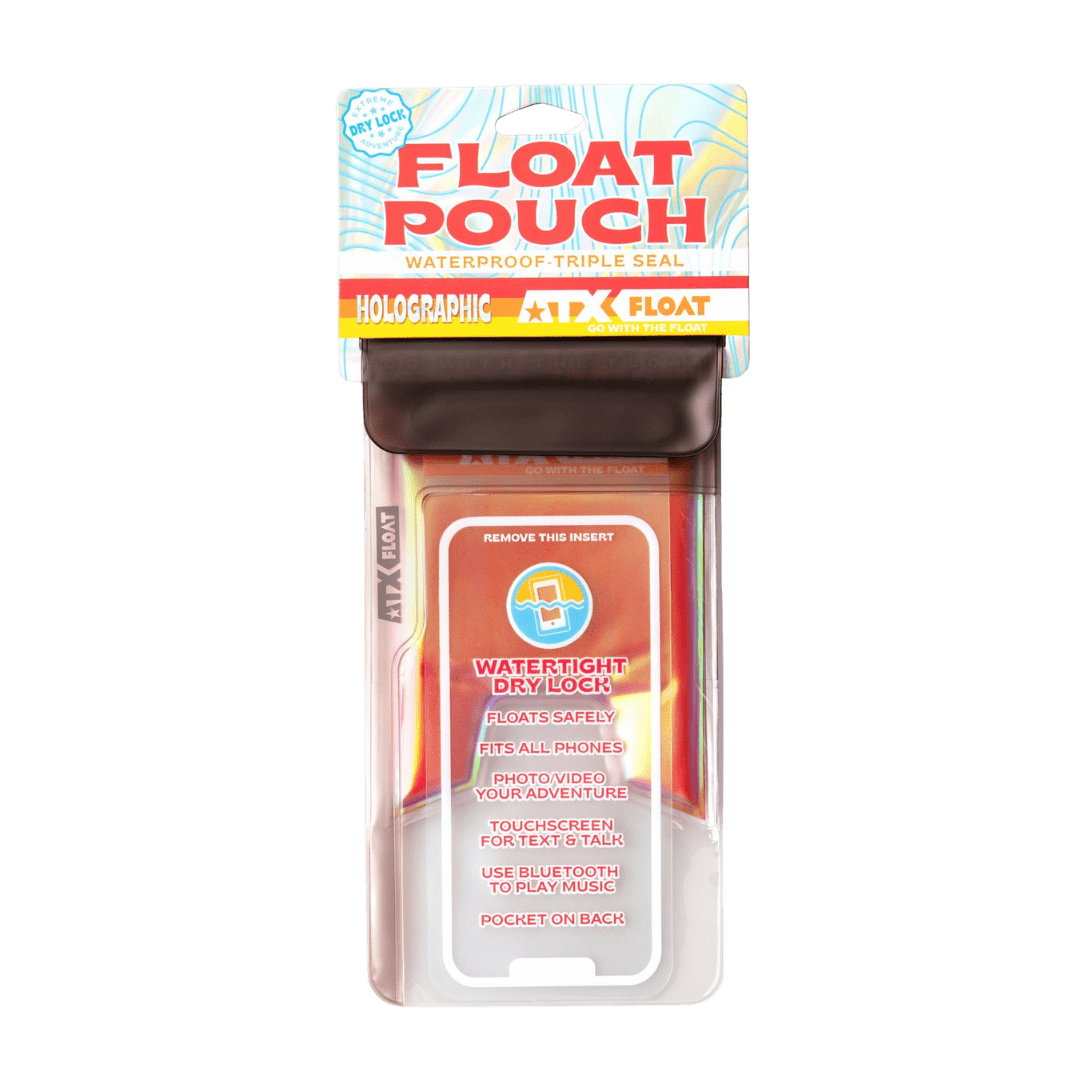 EXTREME
DRY LOCK
ADVENTURE
FLOAT
POUCH
WATERPROOF-TRIPLE SEAL
HOLOGRAPHIC
ATX FLOAT
GO WITH THE FLOAT
ATX
GO WITH THE FLOAT
ATX FLOAT
REMOVE THIS INSERT
WATERTIGHT
DRY LOCK
FLOATS SAFELY
FITS ALL PHONES
PHOTO/VIDEO
YOUR ADVENTURE
TOUCHSCREEN
FOR TEXT & TALK
USE BLUETOOTH
TO PLAY MUSIC
POCKET ON BACK